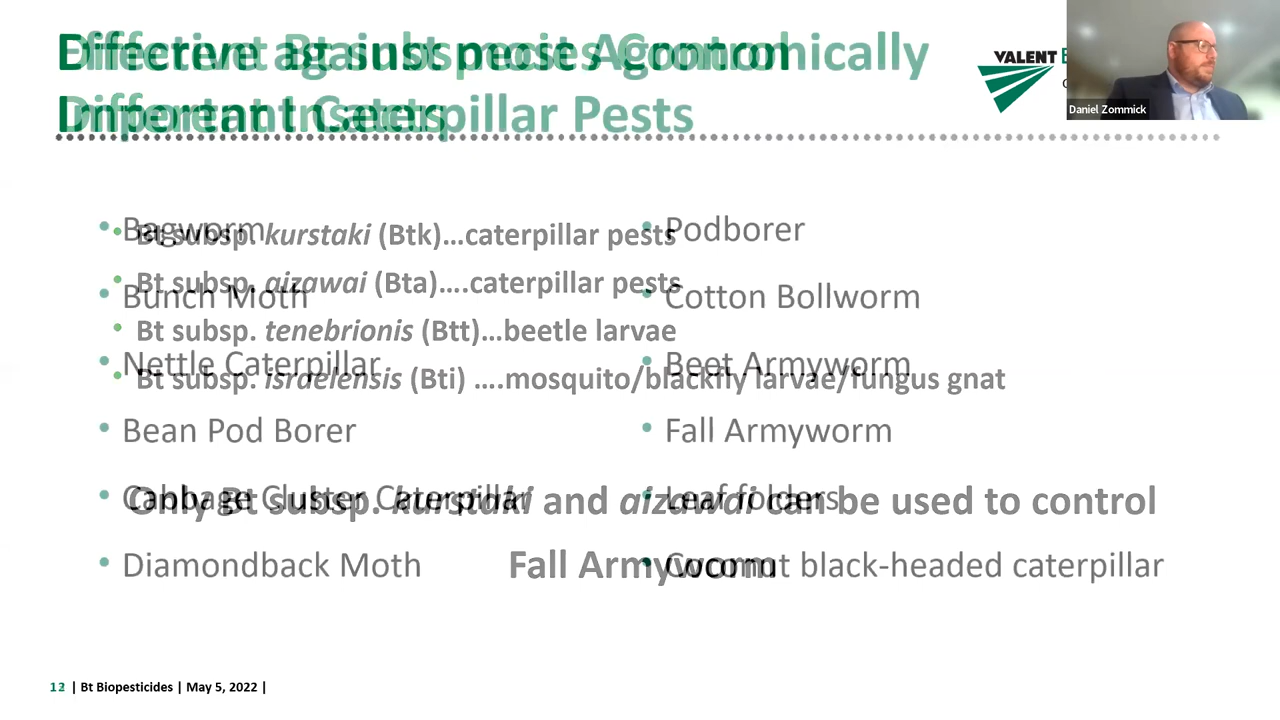 Different Bt subspecies control
Different Insects
Effective against most Agronomically
Important Caterpillar Pests
VALENT
Daniel Zommick
• Bt subsp. kurstaki (Btk)...caterpillar pests
• Bt subsp. aizawai (Bta)....caterpillar pests
• Bt subsp. tenebrionis (Btt)...beetle larvae
• Bt subsp. israelensis (Bti) ....mosquito/blackfly larvae/fungus gnat
Only Bt subsp. kurstaki and aizawai can be used to control
Fall Armyworm
• Bagworm
• Bunch Moth
• Nettle Caterpillar
• Bean Pod Borer
• Cabbage Cluster Caterpillar
• Diamondback Moth
• Podborer
• Cotton Bollworm
• Beet Armyworm
• Fall Armyworm
• Leaf folders
• Coconut black-headed caterpillar
| Bt Biopesticides | May 5, 2022 |